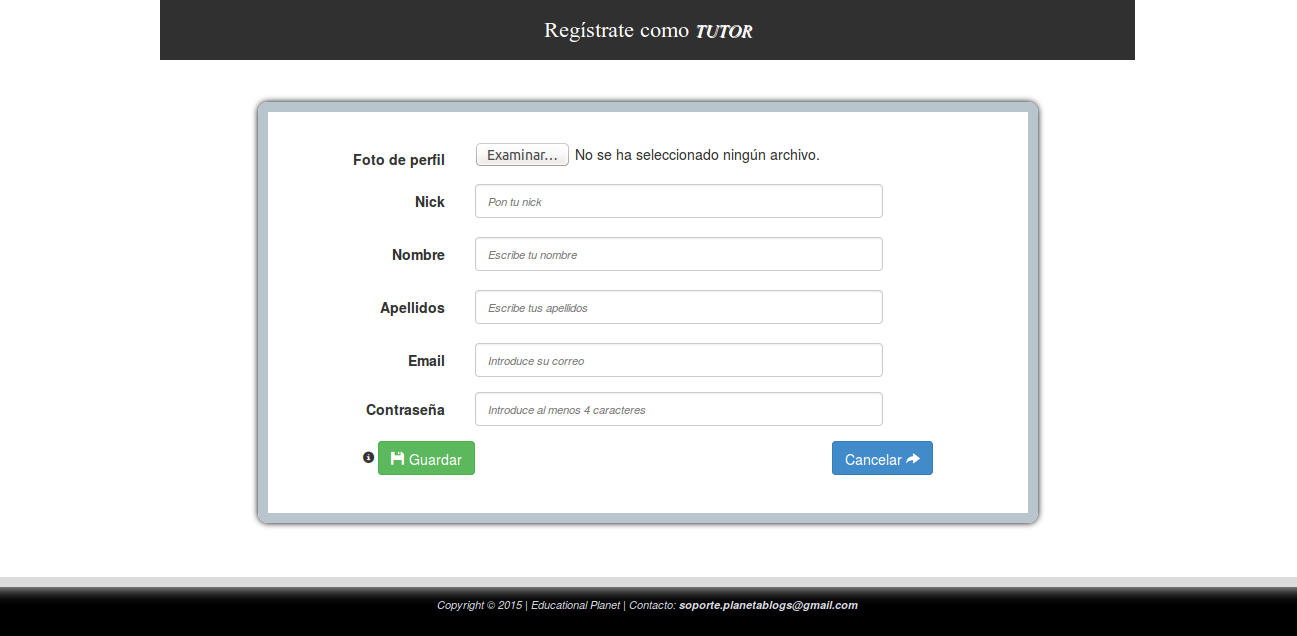 Regístrate como TUTOR
Foto de perfil Examinar... No se ha seleccionado ningún archivo.
Nick Pon tu nick
Nombre Escribe tu nombre
Apellidos Escribe tus apellidos
Email Introduce su correo
Contraseña Introduce al menos 4 caracteres
Guardar Cancelar
Copyright © 2015 | Educational Planet | Contacto: soporte.planetablogs@gmail.com